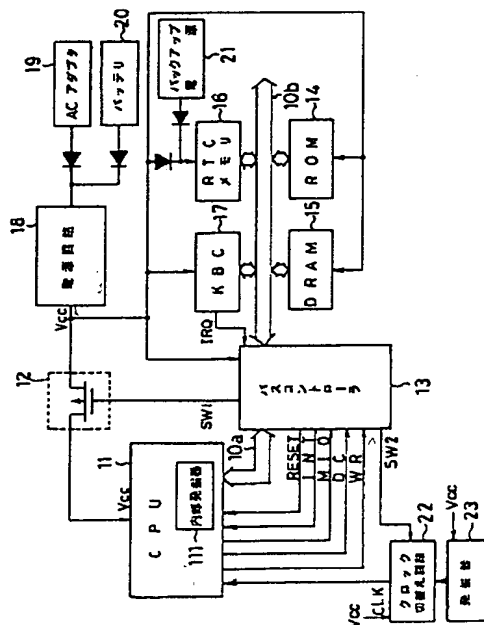 19
ACアダプタ
20
バッテリ
18
電源回路
Vcc
21
バックアップ電源
16
RTCメモリ
17
KBC
IRQ
10b
14
ROM
15
DRAM
12
SW1
13
バスコントローラ
11
CPU
Vcc
内部発振器
111
10a
RESET
INT
MIO
DC
WR
SW2
22
クロック切替え回路
CLK
Vcc
23
発振器
Vcc